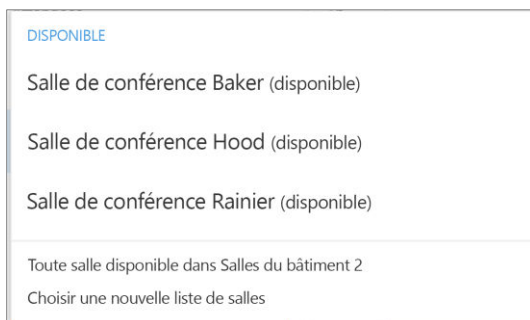 DISPONIBLE
Salle de conférence Baker (disponible)
Salle de conférence Hood (disponible)
Salle de conférence Rainier (disponible)
Toute salle disponible dans Salles du bâtiment 2
Choisir une nouvelle liste de salles